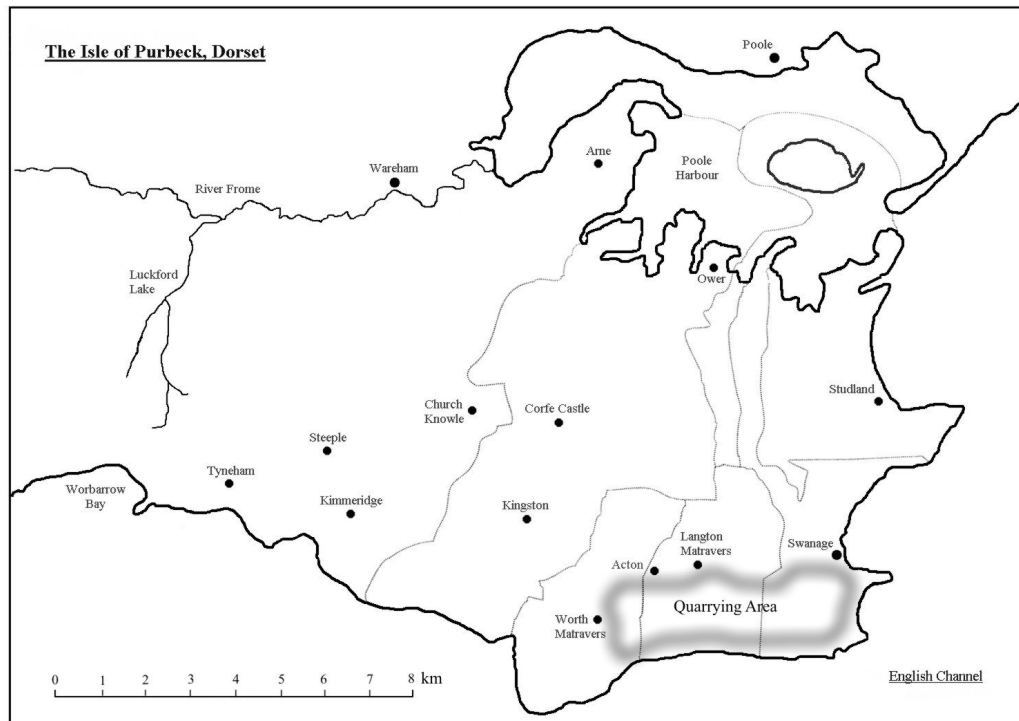 The Isle of Purbeck, Dorset
Poole
Arne
Poole
Harbour
Wareham
River Frome
Luckford
Lake
Ower
Studland
Church
Knowle
Corfe Castle
Steeple
Tyneham
Worbarrow
Bay
Kimmeridge
Kingston
Langton
Matravers
Swanage
Acton
Quarrying Area
Worth
Matravers
English Channel
0 1 2 3 4 5 6 7 8 km